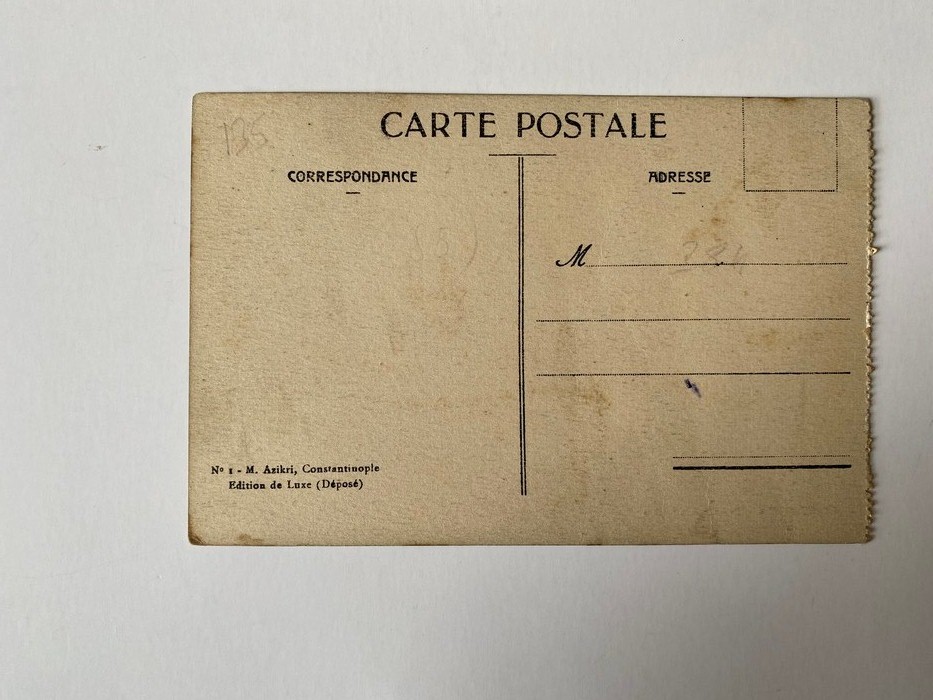 135
CARTE POSTALE
CORRESPONDANCE
ADRESSE
M
Nº 1 - M. Azikri, Constantinople
Edition de Luxe (Déposé)